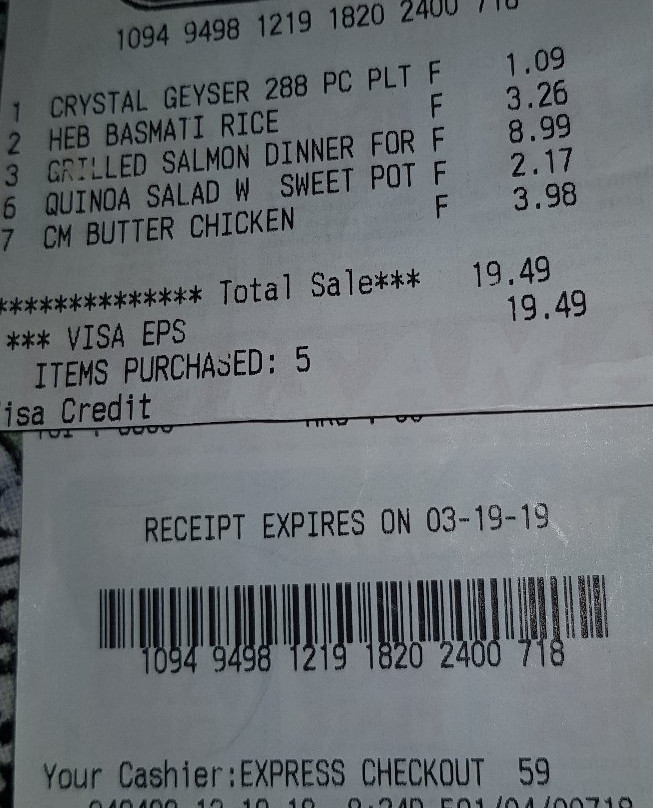 1094 9498 1219 1820 2400 718
1 CRYSTAL GEYSER 288 PC PLT F 1.09
2 HEB BASMATI RICE F 3.26
3 GRILLED SALMON DINNER FOR F 8.99
6 QUINOA SALAD W SWEET POT F 2.17
7 CM BUTTER CHICKEN F 3.98
************** Total Sale*** 19.49
*** VISA EPS 19.49
ITEMS PURCHASED: 5
isa Credit
RECEIPT EXPIRES ON 03-19-19
1094 9498 1219 1820 2400 718
Your Cashier:EXPRESS CHECKOUT 59